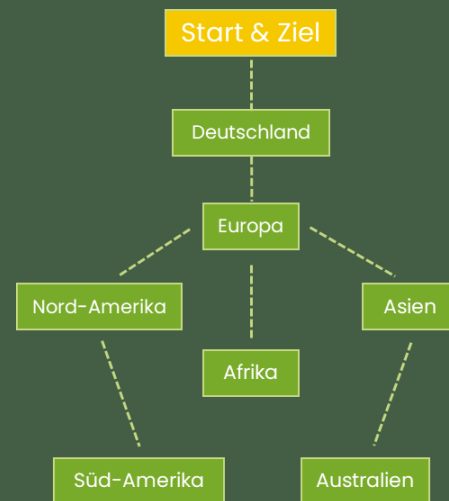 Start & Ziel
Deutschland
Europa
Nord-Amerika
Asien
Afrika
Süd-Amerika
Australien